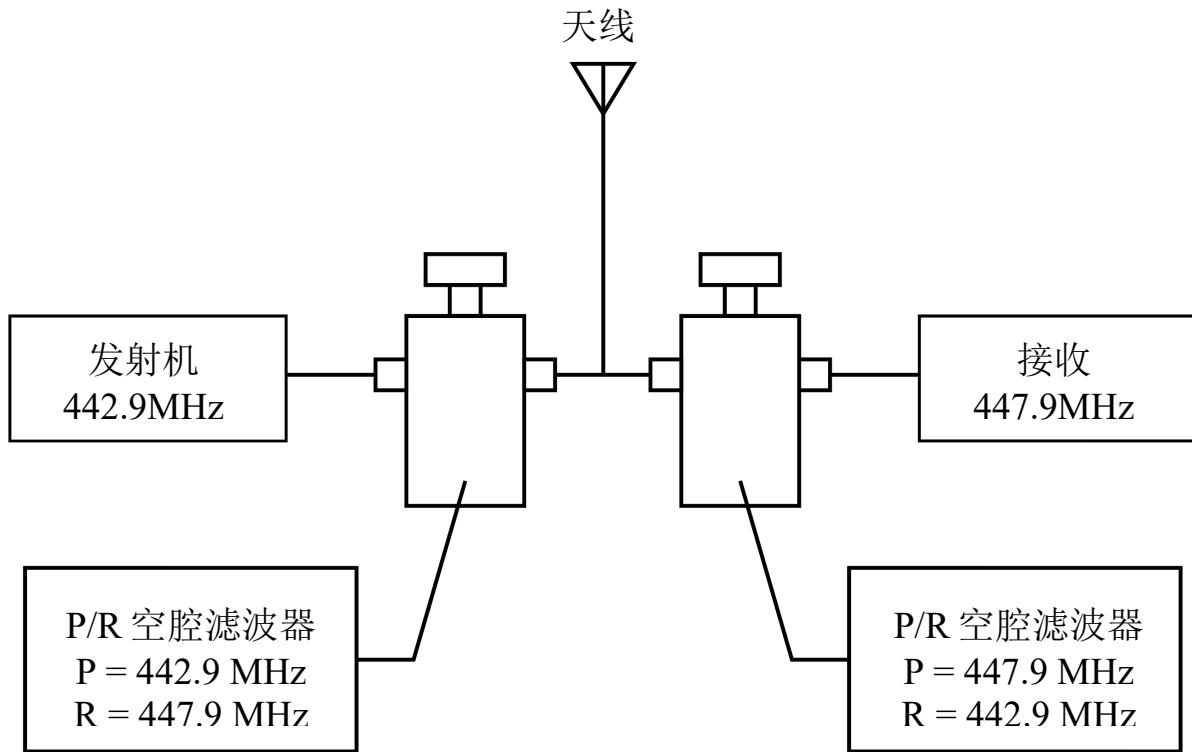 天线
发射机
442.9MHz
接收
447.9MHz
P/R 空腔滤波器
P = 442.9 MHz
R = 447.9 MHz
P/R 空腔滤波器
P = 447.9 MHz
R = 442.9 MHz